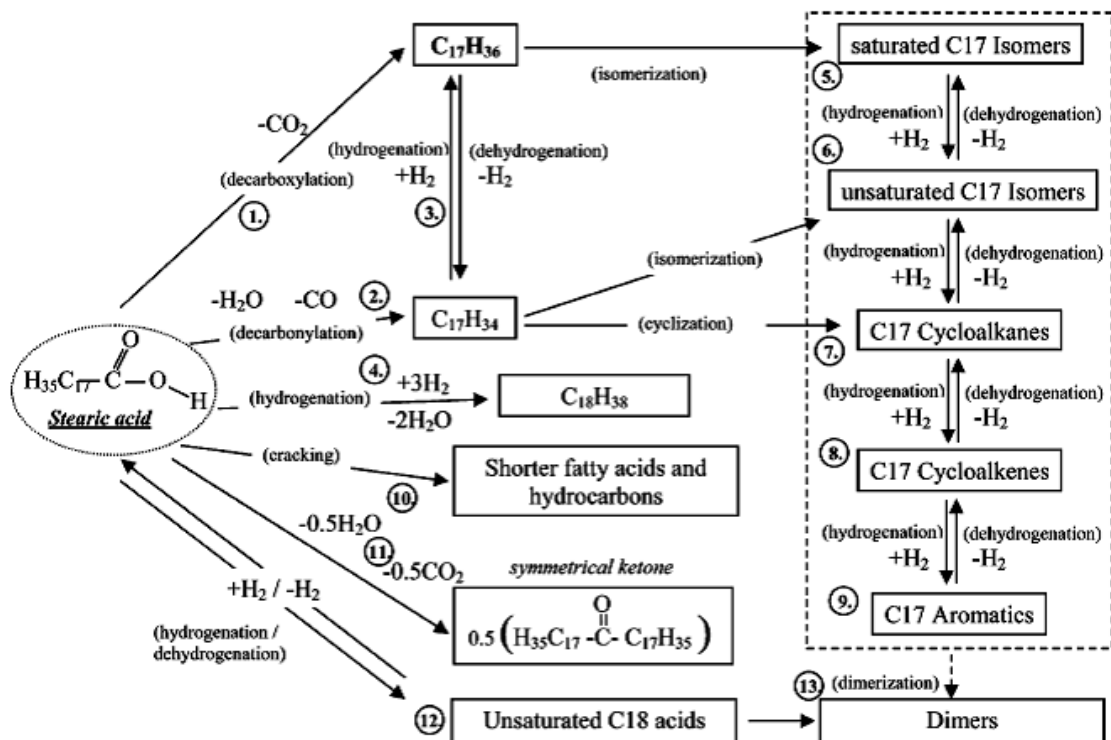 C17H36
saturated C17 Isomers
(isomerization)
5.
-CO2
(hydrogenation)
+H2
(dehydrogenation)
-H2
(hydrogenation)
+H2
(dehydrogenation)
-H2
6.
(decarboxylation)
1.
3.
unsaturated C17 Isomers
(isomerization)
(hydrogenation)
+H2
(dehydrogenation)
-H2
-H2O -CO
2.
(decarbonylation)
C17H34
(cyclization)
C17 Cycloalkanes
7.
O
H35C17 C O H
Stearic acid
4.
+3H2
(hydrogenation)
-2H2O
C18H38
(hydrogenation)
+H2
(dehydrogenation)
-H2
(cracking)
Shorter fatty acids and
hydrocarbons
10.
8.
C17 Cycloalkenes
-0.5H2O
11.
-0.5CO2
(hydrogenation)
+H2
(dehydrogenation)
-H2
symmetrical ketone
O
0.5 ( H35C17 -C- C17H35 )
9.
C17 Aromatics
+H2 / -H2
(hydrogenation /
dehydrogenation)
13.
(dimerization)
12.
Unsaturated C18 acids
Dimers